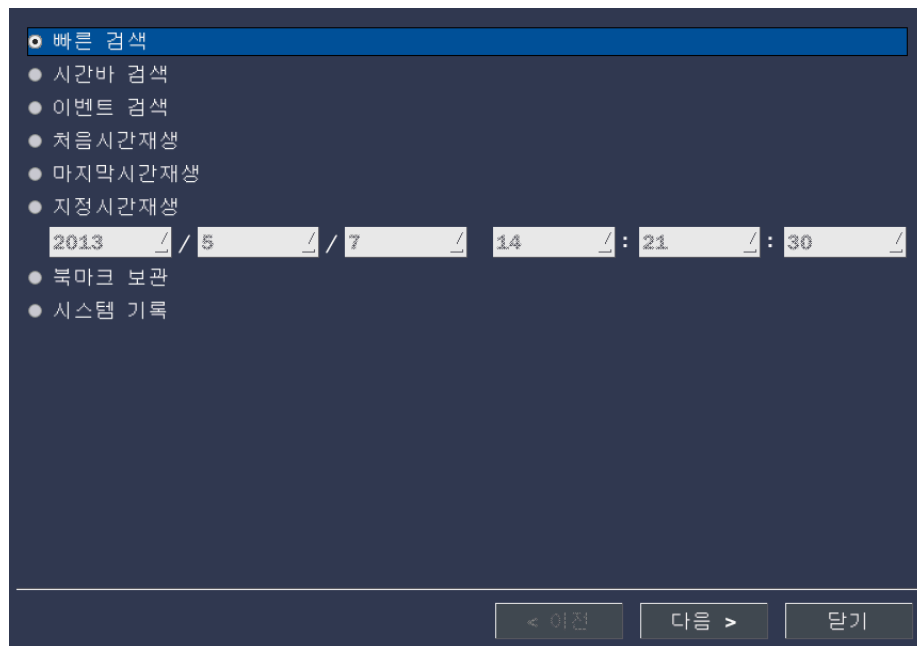 빠른 검색
시간바 검색
이벤트 검색
처음시간재생
마지막시간재생
지정시간재생
2013 / 5 / 7 14 : 21 : 30
북마크 보관
시스템 기록
< 이전 다음 > 닫기